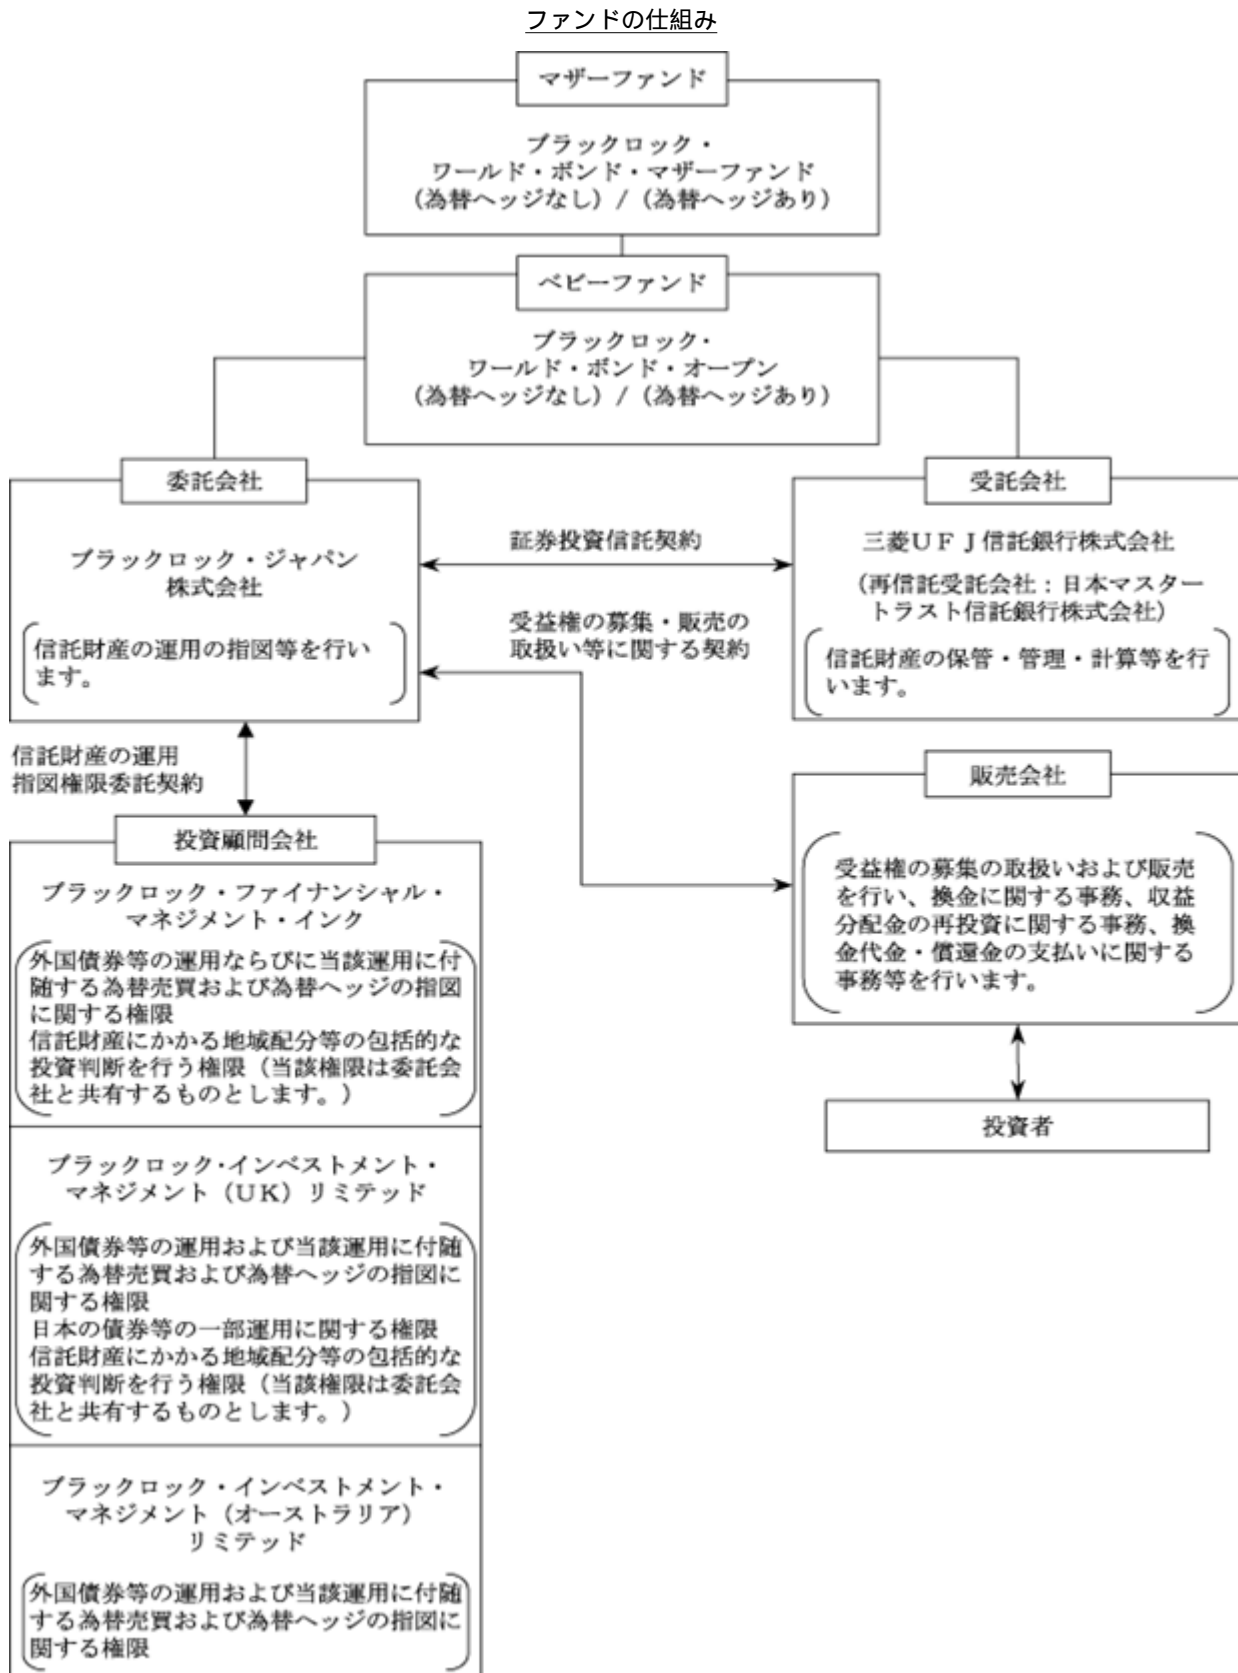 ファンドの仕組み
マザーファンド
ブラックロック・
ワールド・ボンド・マザーファンド
(為替ヘッジなし) / (為替ヘッジあり)
ベビーファンド
ブラックロック・
ワールド・ボンド・オープン
(為替ヘッジなし) / (為替ヘッジあり)
委託会社
ブラックロック・ジャパン
株式会社
信託財産の運用の指図等を行い
ます。
証券投資信託契約
受益権の募集・販売の
取扱い等に関する契約
受託会社
三菱UFJ信託銀行株式会社
(再信託受託会社:日本マスター
トラスト信託銀行株式会社)
信託財産の保管・管理・計算等を行
います。
信託財産の運用
指図権限委託契約
投資顧問会社
ブラックロック・ファイナンシャル・
マネジメント・インク
外国債券等の運用ならびに当該運用に付
随する為替売買および為替ヘッジの指図
に関する権限
信託財産にかかる地域配分等の包括的な
投資判断を行う権限(当該権限は委託会
社と共有するものとします。)
ブラックロック・インベストメント・
マネジメント(UK)リミテッド
外国債券等の運用および当該運用に付随
する為替売買および為替ヘッジの指図に
関する権限
日本の債券等の一部運用に関する権限
信託財産にかかる地域配分等の包括的な
投資判断を行う権限(当該権限は委託会
社と共有するものとします。)
ブラックロック・インベストメント・
マネジメント(オーストラリア)
リミテッド
外国債券等の運用および当該運用に付随
する為替売買および為替ヘッジの指図に
関する権限
販売会社
受益権の募集の取扱いおよび販売
を行い、換金に関する事務、収益
分配金の再投資に関する事務、換
金代金・償還金の支払いに関する
事務等を行います。
投資者